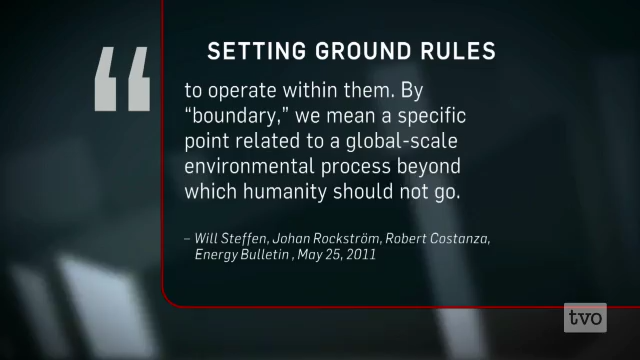 “
SETTING GROUND RULES
to operate within them. By
“boundary,” we mean a specific
point related to a global-scale
environmental process beyond
which humanity should not go.
– Will Steffen, Johan Rockström, Robert Costanza,
Energy Bulletin , May 25, 2011
tvo